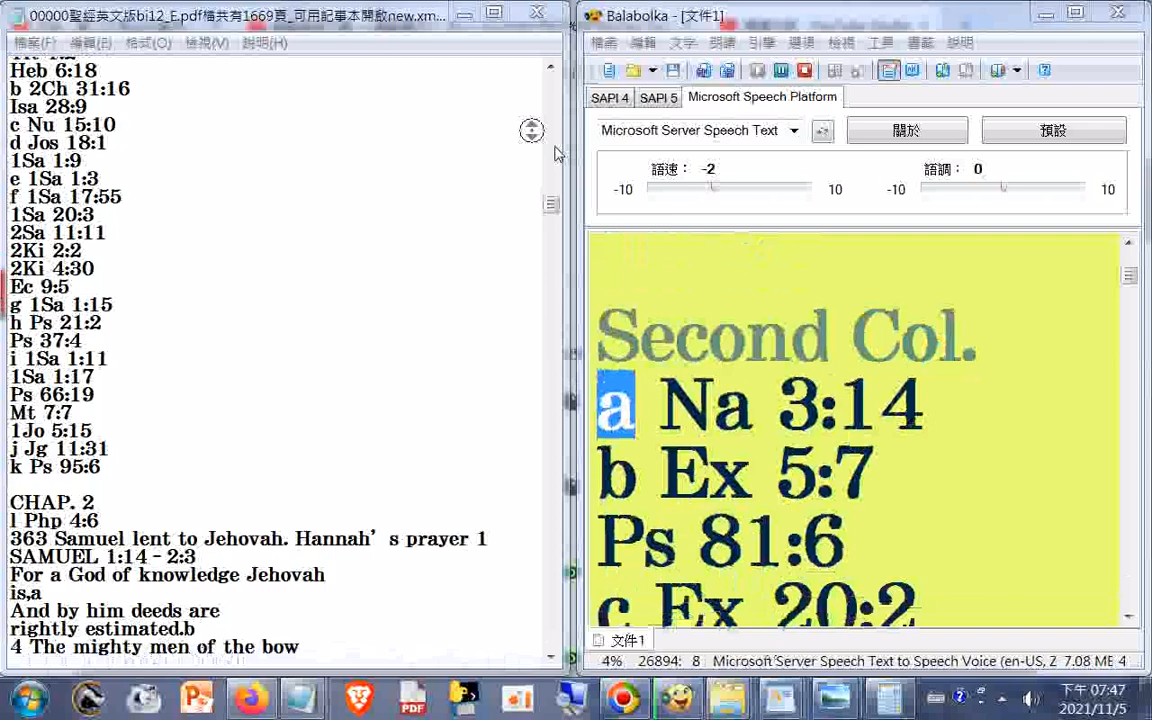 00000聖經英文版bi12_E.pdf檔共有1669頁_可用記事本開啟new.xm...
檔案(F) 編輯(E) 格式(O) 檢視(V) 說明(H)
Heb 6:18
b 2Ch 31:16
Isa 28:9
c Nu 15:10
d Jos 18:1
1Sa 1:9
e 1Sa 1:3
f 1Sa 17:55
1Sa 20:3
2Sa 11:11
2Ki 2:2
2Ki 4:30
Ec 9:5
g 1Sa 1:15
h Ps 21:2
Ps 37:4
i 1Sa 1:11
1Sa 1:17
Ps 66:19
Mt 7:7
1Jo 5:15
j Jg 11:31
k Ps 95:6
CHAP. 2
l Php 4:6
363 Samuel lent to Jehovah. Hannah’s prayer 1
SAMUEL 1:14–2:3
For a God of knowledge Jehovah
is,a
And by him deeds are
rightly estimated.b
4 The mighty men of the bow
Balabolka - [文件1]
檔案 編輯 文字 朗讀 引擎 選項 檢視 工具 書籤 說明
SAPI 4 SAPI 5 Microsoft Speech Platform
Microsoft Server Speech Text 關於 預設
語速： -2 語調： 0
-10 10 -10 10
Second Col.
a Na 3:14
b Ex 5:7
Ps 81:6
c Ex 20:2
文件1
4% 26894: 8 Microsoft Server Speech Text to Speech Voice (en-US, Z 7.08 ME 4
PDF
下午 07:47
2021/11/5